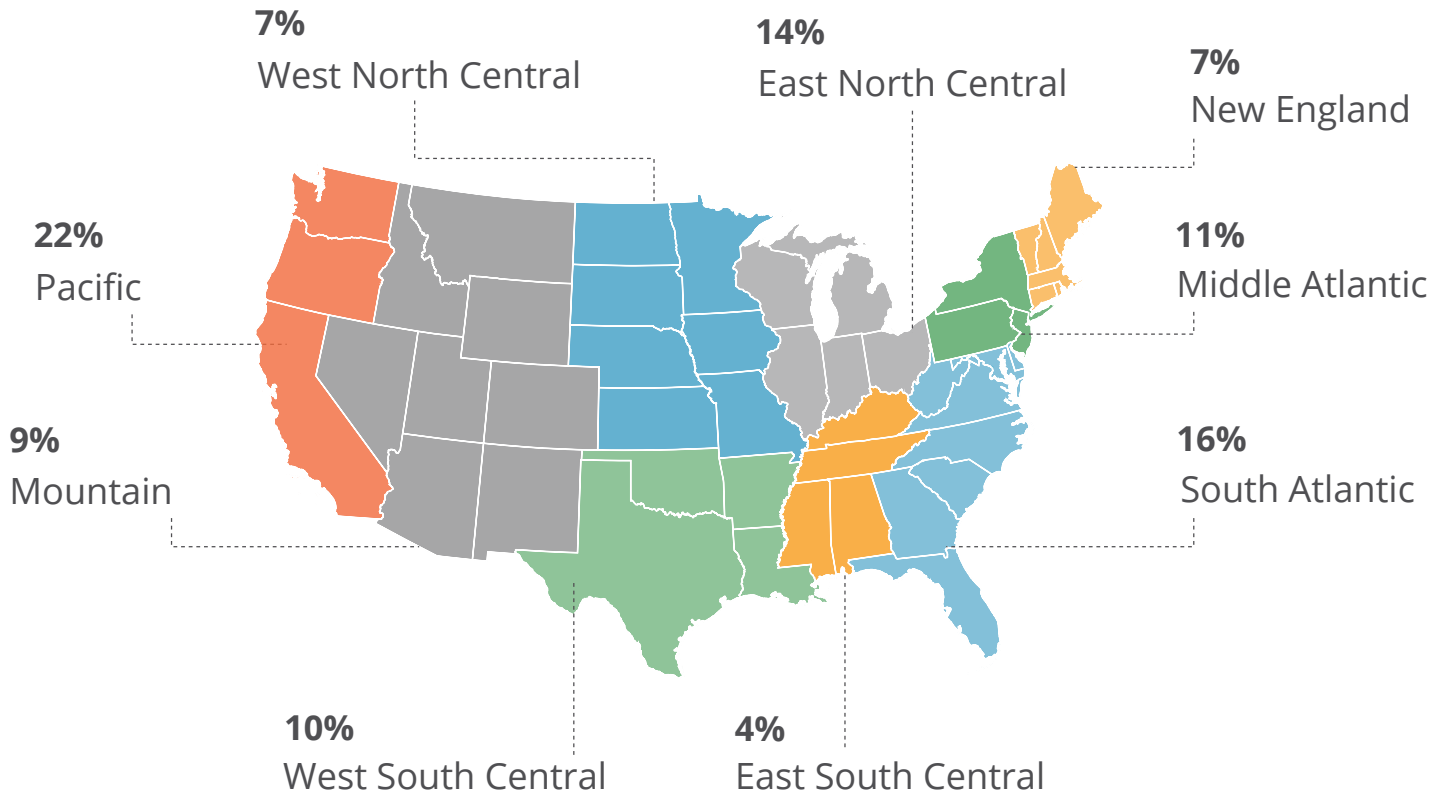 7%
West North Central
14%
East North Central
7%
New England
22%
Pacific
11%
Middle Atlantic
9%
Mountain
16%
South Atlantic
10%
West South Central
4%
East South Central